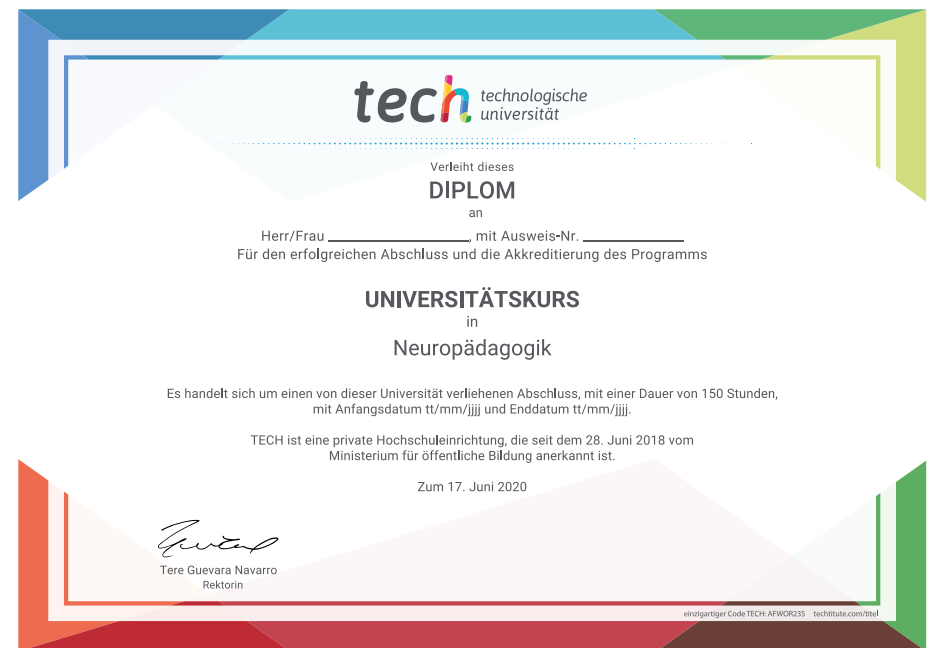 tech technologische
universität
Verleiht dieses
DIPLOM
an
Herr/Frau ____________________, mit Ausweis-Nr. ______________
Für den erfolgreichen Abschluss und die Akkreditierung des Programms
UNIVERSITÄTSKURS
in
Neuropädagogik
Es handelt sich um einen von dieser Universität verliehenen Abschluss, mit einer Dauer von 150 Stunden,
mit Anfangsdatum tt/mm/jjjj und Enddatum tt/mm/jjjj.
TECH ist eine private Hochschuleinrichtung, die seit dem 28. Juni 2018 vom
Ministerium für öffentliche Bildung anerkannt ist.
Zum 17. Juni 2020
Tere Guevara Navarro
Rektorin
einzigartiger Code TECH: AFWOR23S techtitute.com/titel